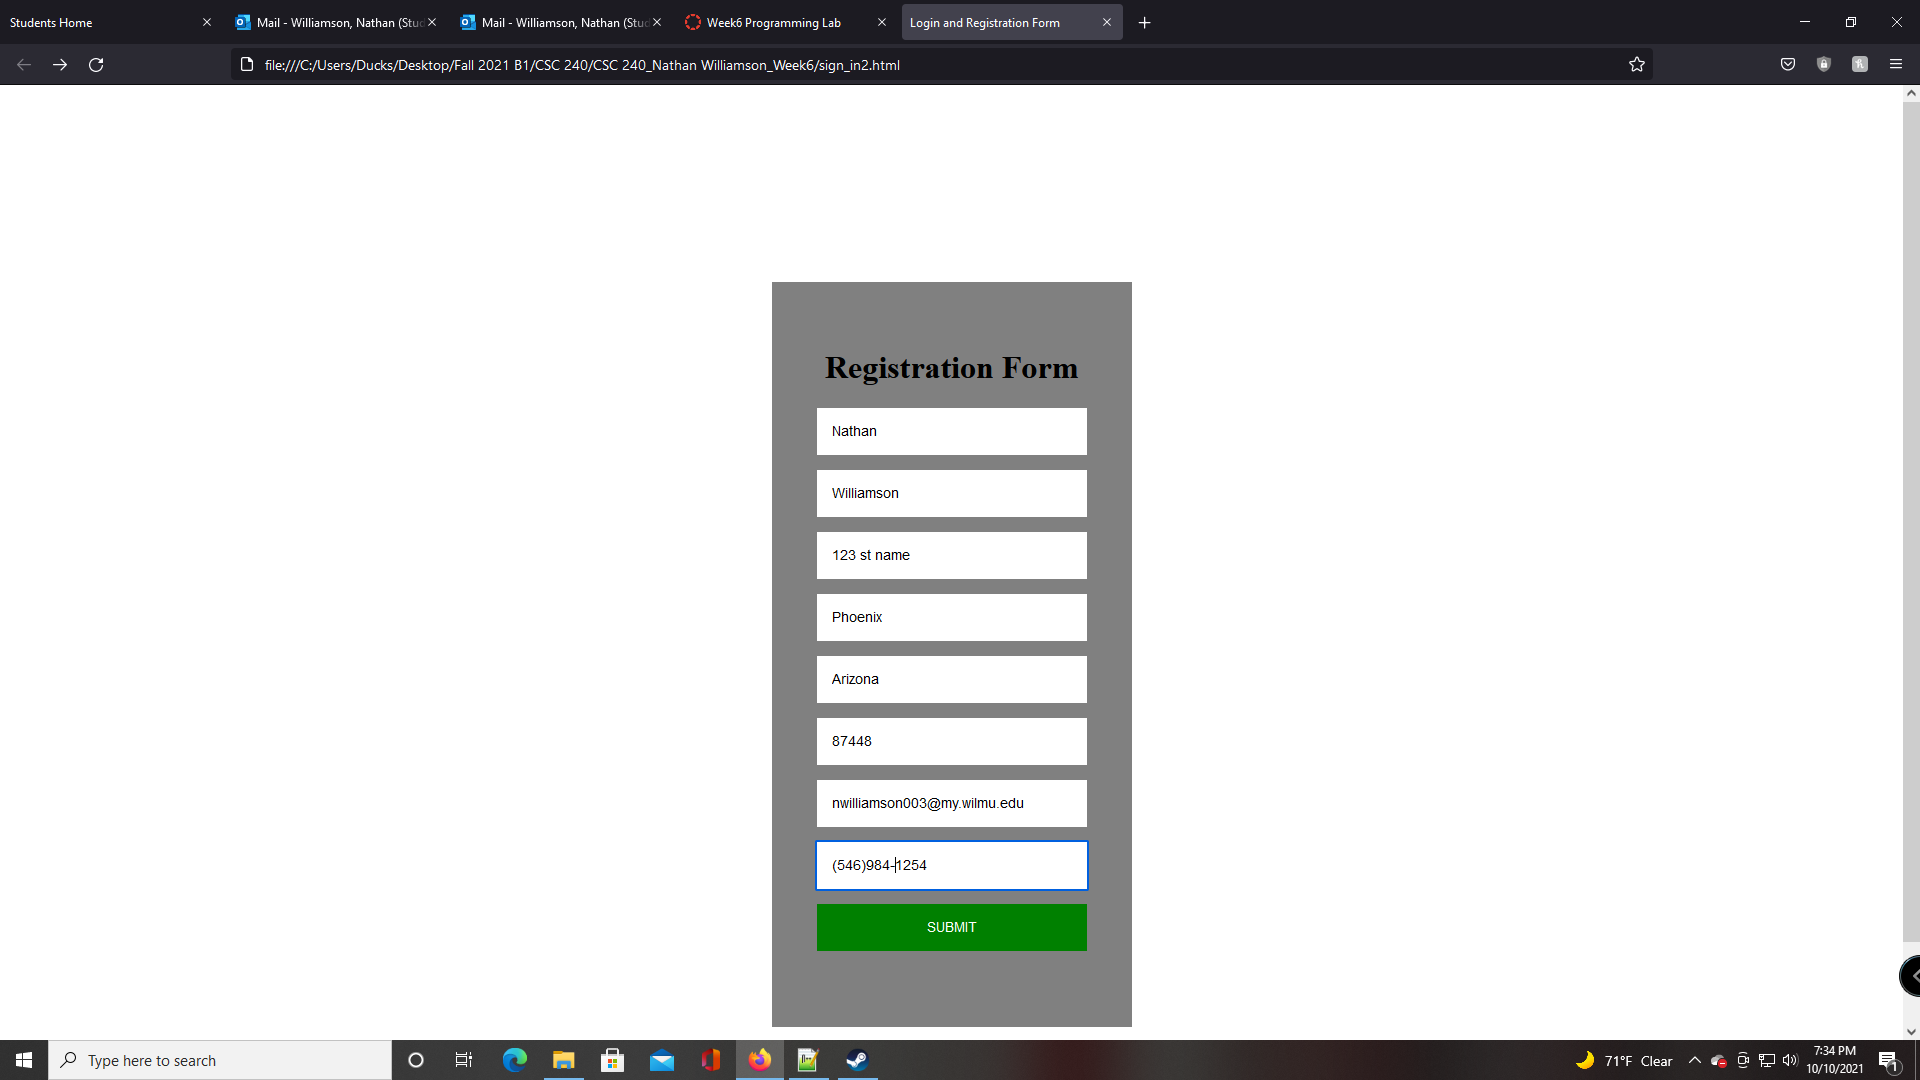 Students Home
Mail - Williamson, Nathan (Stud
Mail - Williamson, Nathan (Stud
Week6 Programming Lab
Login and Registration Form
file:///C:/Users/Ducks/Desktop/Fall 2021 B1/CSC 240/CSC 240_Nathan Williamson_Week6/sign_in2.html
Registration Form
Nathan
Williamson
123 st name
Phoenix
Arizona
87448
nwilliamson003@my.wilmu.edu
(546)984-1254
SUBMIT
Type here to search
71°F Clear
7:34 PM
10/10/2021
1